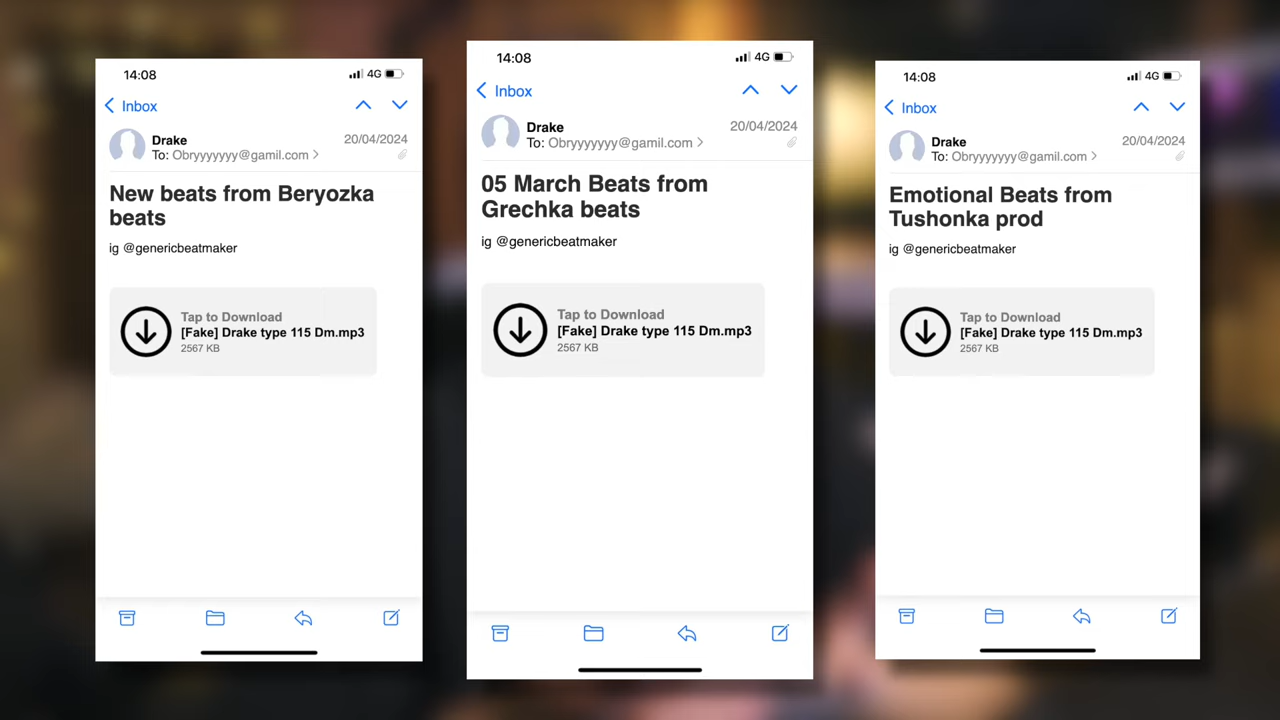 14:08
4G
Inbox
Drake
20/04/2024
To: Obryyyyyyy@gamil.com
New beats from Beryozka
beats
ig @genericbeatmaker
Tap to Download
[Fake] Drake type 115 Dm.mp3
2567 KB
14:08
4G
Inbox
Drake
20/04/2024
To: Obryyyyyyy@gamil.com
05 March Beats from
Grechka beats
ig @genericbeatmaker
Tap to Download
[Fake] Drake type 115 Dm.mp3
2567 KB
14:08
4G
Inbox
Drake
20/04/2024
To: Obryyyyyyy@gamil.com
Emotional Beats from
Tushonka prod
ig @genericbeatmaker
Tap to Download
[Fake] Drake type 115 Dm.mp3
2567 KB